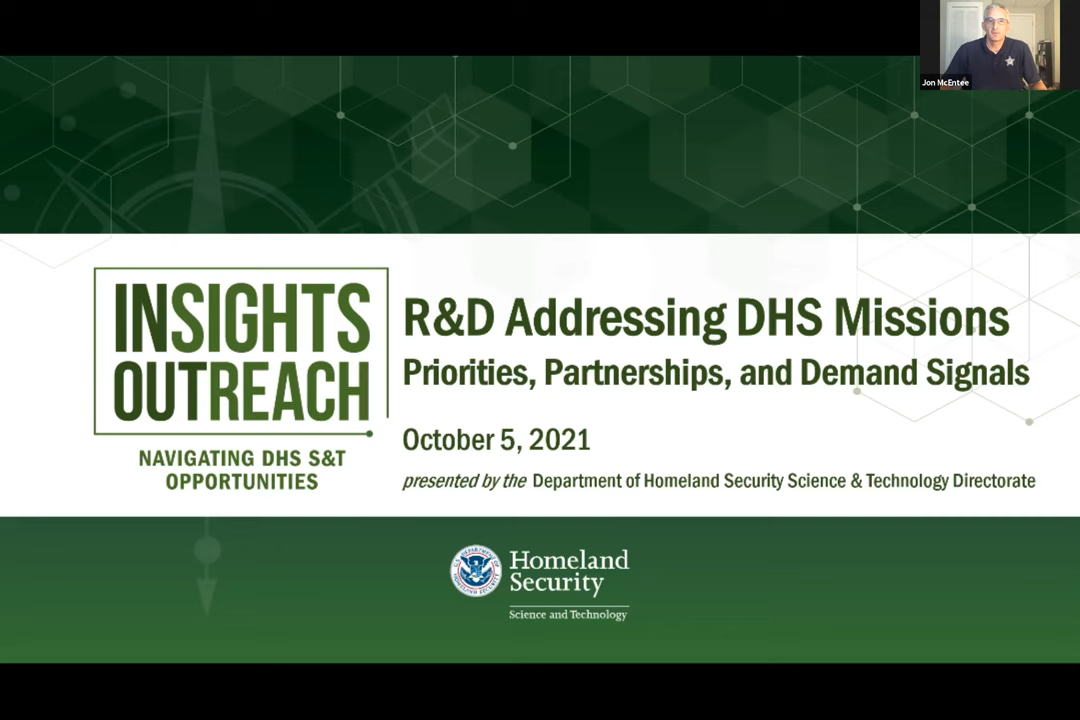 Jon McEntee
INSIGHTS
OUTREACH
NAVIGATING DHS S&T
OPPORTUNITIES
R&D Addressing DHS Missions
Priorities, Partnerships, and Demand Signals
October 5, 2021
presented by the Department of Homeland Security Science & Technology Directorate
Homeland
Security
Science and Technology